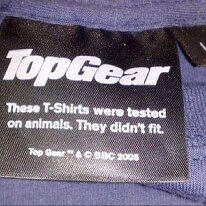 TopGear
These T-Shirts were tested
on animals. They didn't fit.
Top Gear ™ & © BBC 2005